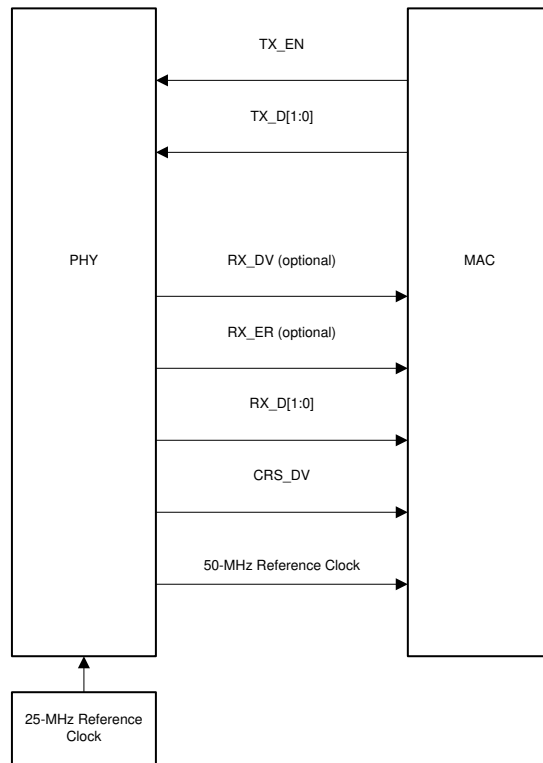 TX_EN
TX_D[1:0]
PHY
RX_DV (optional)
MAC
RX_ER (optional)
RX_D[1:0]
CRS_DV
50-MHz Reference Clock
25-MHz Reference
Clock